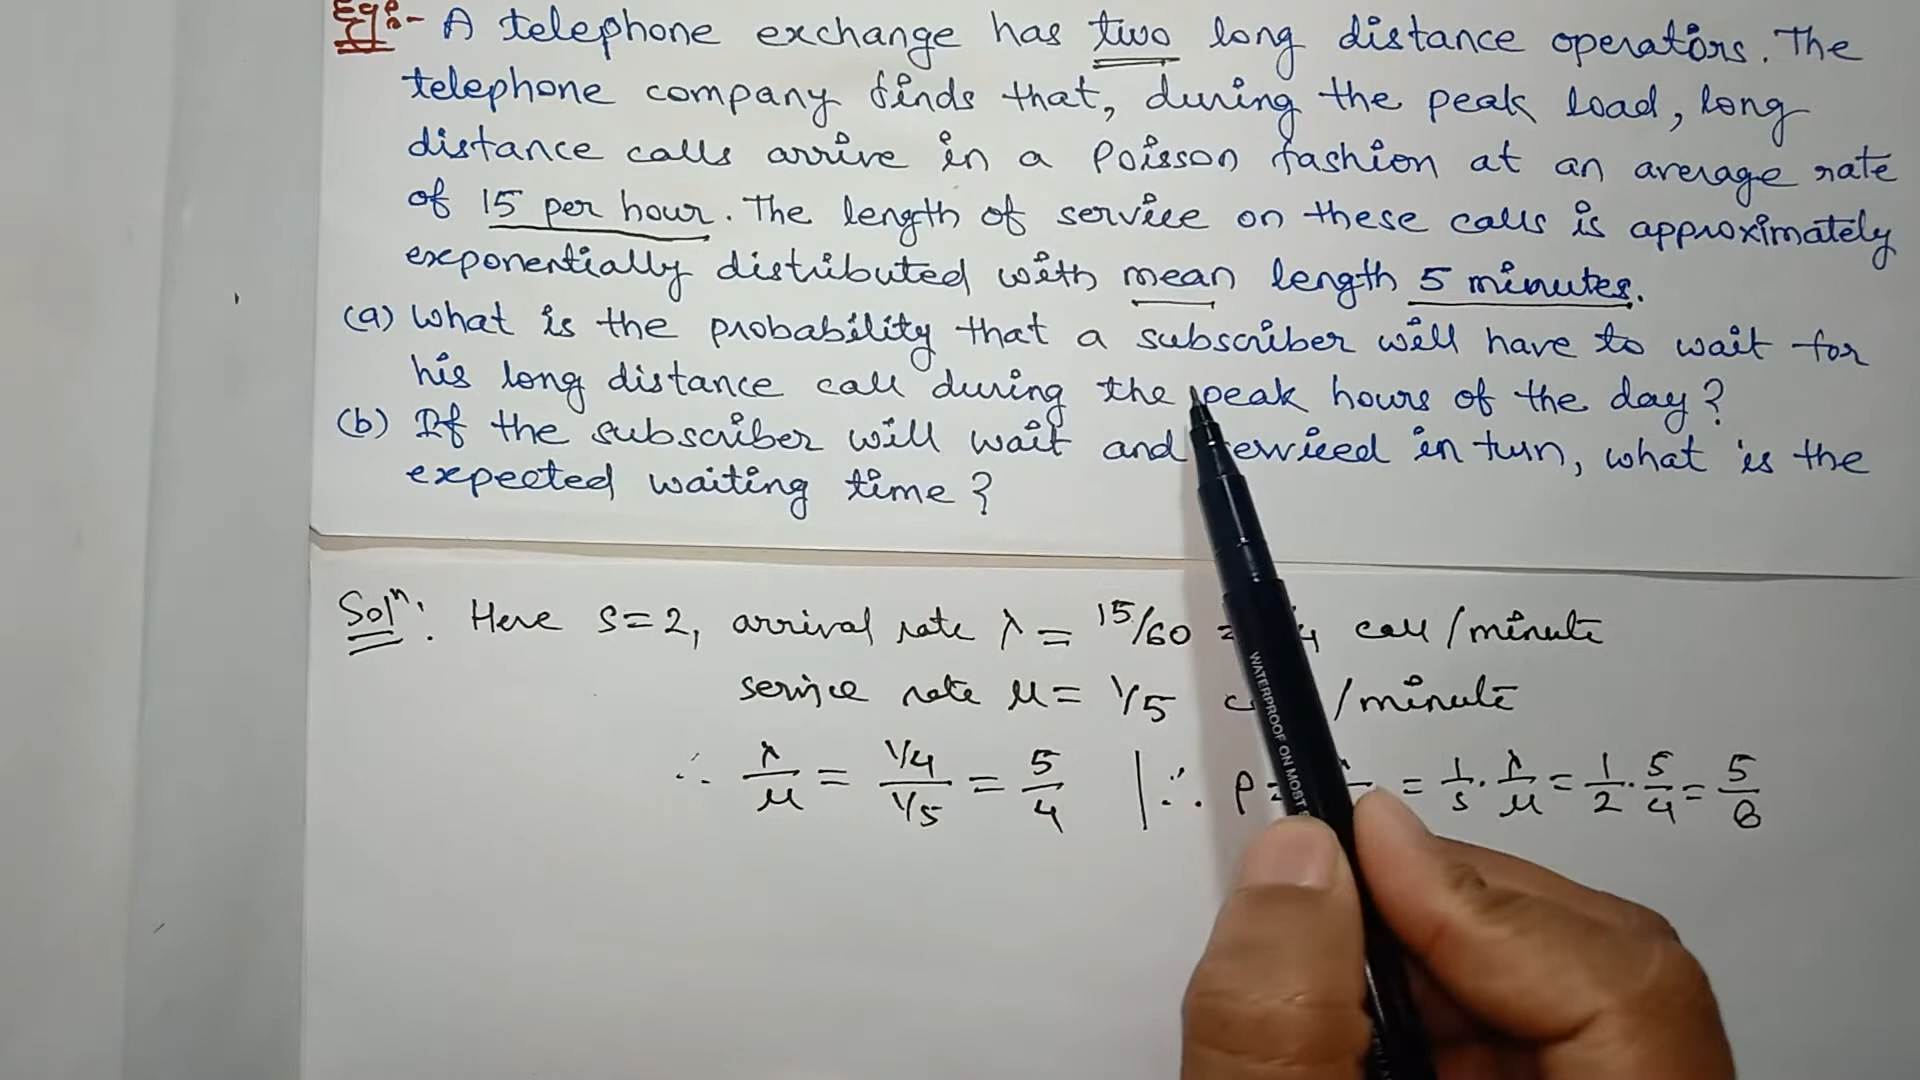 Eg:- A telephone exchange has two long distance operators. The
telephone company finds that, during the peak load, long
distance calls arrive in a Poisson fashion at an average rate
of 15 per hour. The length of service on these calls is approximately
exponentially distributed with mean length 5 minutes.
(a) What is the probability that a subscriber will have to wait for
his long distance call during the peak hours of the day?
(b) If the subscriber will wait and serviced in turn, what is the
expected waiting time?
Solⁿ: Here s=2, arrival rate λ = 15/60 = call/minute
service rate μ = 1/5 /minute
∴ λ/μ = (1/4)/(1/5) = 5/4 | ∴ ρ = = 1/s · λ/μ = 1/2 · 5/4 = 5/8
WATERPROOF ON MOST